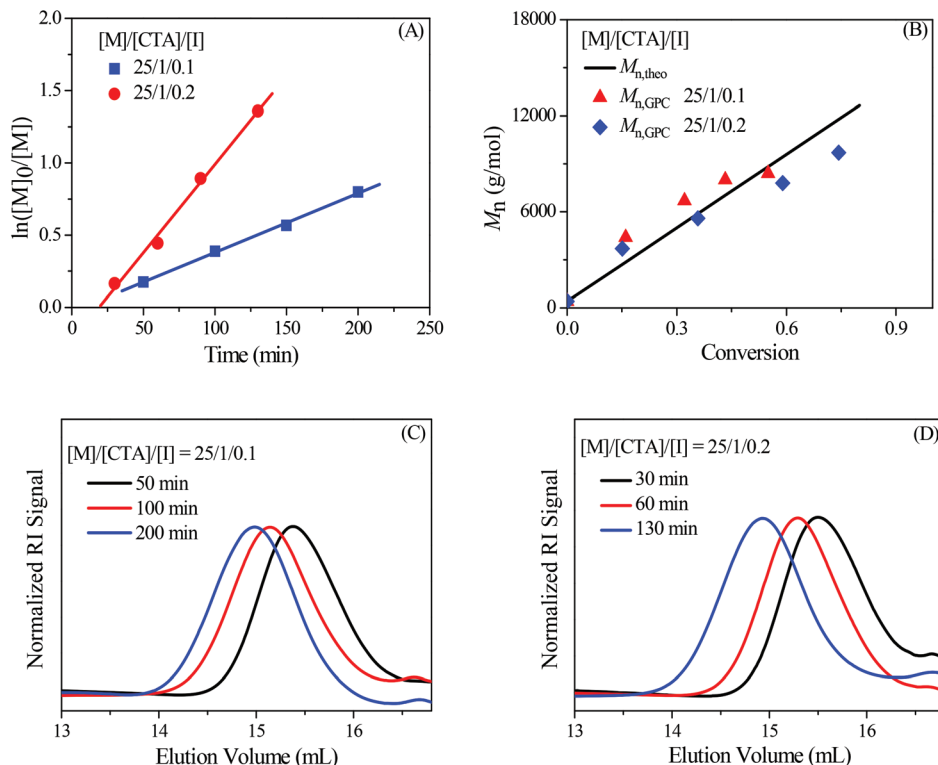 (A)
[M]/[CTA]/[I]
25/1/0.1
25/1/0.2
ln([M]0/[M])
2.0
1.5
1.0
0.5
0.0
0 50 100 150 200 250
Time (min)
(B)
[M]/[CTA]/[I]
Mn,theo
Mn,GPC 25/1/0.1
Mn,GPC 25/1/0.2
Mn (g/mol)
18000
12000
6000
0
0.0 0.3 0.6 0.9
Conversion
(C)
[M]/[CTA]/[I] = 25/1/0.1
50 min
100 min
200 min
Normalized RI Signal
13 14 15 16
Elution Volume (mL)
(D)
[M]/[CTA]/[I] = 25/1/0.2
30 min
60 min
130 min
Normalized RI Signal
13 14 15 16
Elution Volume (mL)